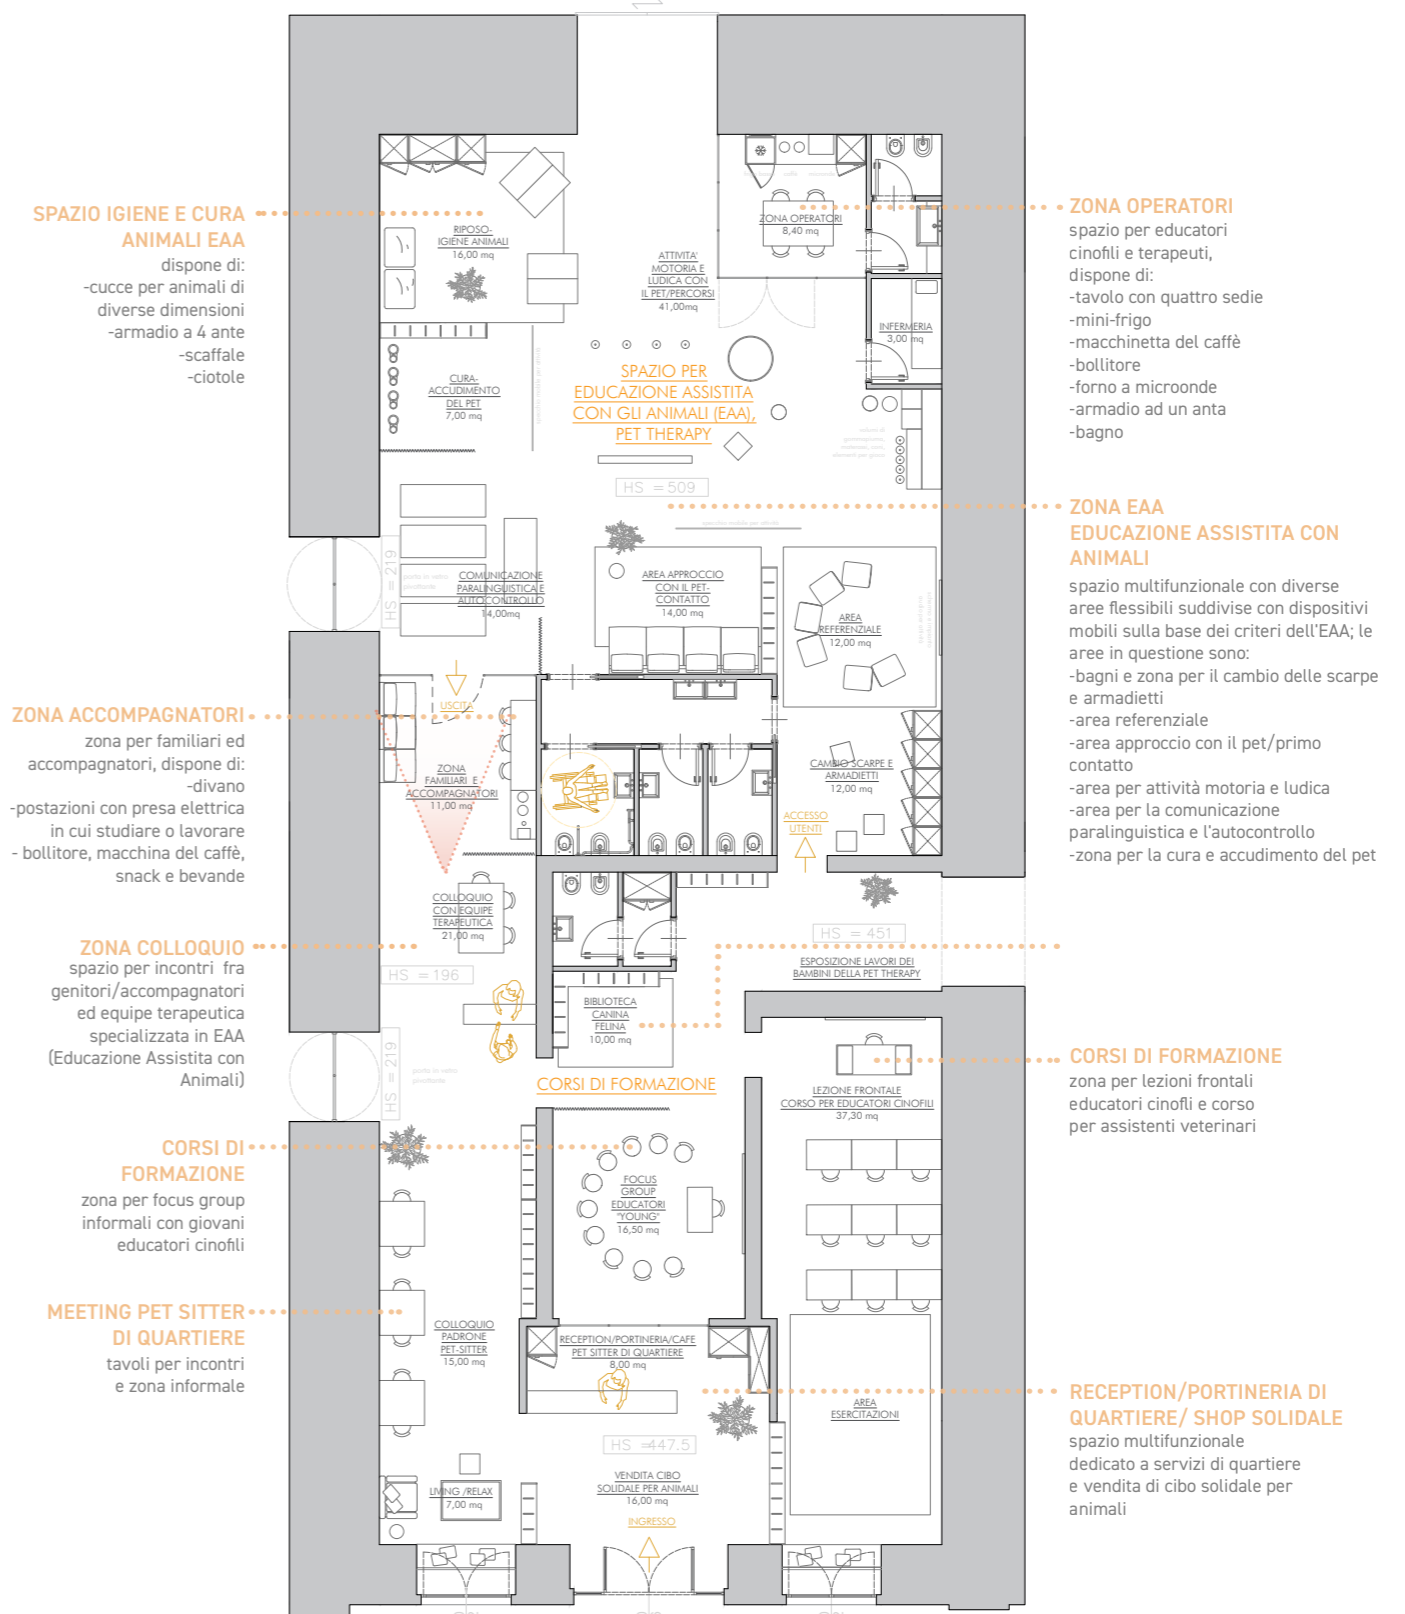 SPAZIO IGIENE E CURA
ANIMALI EAA
dispone di:
-cucce per animali di
diverse dimensioni
-armadio a 4 ante
-scaffale
-ciotole
ZONA ACCOMPAGNATORI
zona per familiari ed
accompagnatori, dispone di:
-divano
-postazioni con presa elettrica
in cui studiare o lavorare
- bollitore, macchina del caffè,
snack e bevande
ZONA COLLOQUIO
spazio per incontri fra
genitori/accompagnatori
ed equipe terapeutica
specializzata in EAA
(Educazione Assistita con
Animali)
CORSI DI
FORMAZIONE
zona per focus group
informali con giovani
educatori cinofili
MEETING PET SITTER
DI QUARTIERE
tavoli per incontri
e zona informale
RIPOSO-
IGIENE ANIMALI
16,00 mq
ATTIVITA'
MOTORIA E
LUDICA CON
IL PET/PERCORSI
41,00mq
caffè
microonde
ZONA OPERATORI
8,40 mq
INFERMERIA
3,00 mq
CURA-
ACCUDIMENTO
DEL PET
7,00 mq
SPAZIO PER
EDUCAZIONE ASSISTITA
CON GLI ANIMALI (EAA),
PET THERAPY
HS = 509
specchio mobile per attività
HS = 219
porta in vetro
pivottante
COMUNICAZIONE
PARALINGUISTICA E
AUTOCONTROLLO
14,00mq
AREA APPROCCIO
CON IL PET-
CONTATTO
14,00 mq
AREA
REFERENZIALE
12,00 mq
USCITA
ZONA
FAMILIARI E
ACCOMPAGNATORI
11,00 mq
CAMBIO SCARPE E
ARMADIETTI
12,00 mq
ACCESSO
UTENTI
COLLOQUIO
CON EQUIPE
TERAPEUTICA
21,00 mq
HS = 196
HS = 451
ESPOSIZIONE LAVORI DEI
BAMBINI DELLA PET THERAPY
BIBLIOTECA
CANINA
FELINA
10,00 mq
HS = 219
porta in vetro
pivottante
CORSI DI FORMAZIONE
LEZIONE FRONTALE
CORSO PER EDUCATORI CINOFILI
37,30 mq
FOCUS
GROUP
EDUCATORI
"YOUNG"
16,50 mq
COLLOQUIO
PADRONE
PET-SITTER
15,00 mq
RECEPTION/PORTINERIA/CAFE
PET SITTER DI QUARTIERE
8,00 mq
AREA
ESERCITAZIONI
HS =447.5
VENDITA CIBO
SOLIDALE PER ANIMALI
16,00 mq
LIVING /RELAX
7,00 mq
INGRESSO
ZONA OPERATORI
spazio per educatori
cinofili e terapeuti,
dispone di:
-tavolo con quattro sedie
-mini-frigo
-macchinetta del caffè
-bollitore
-forno a microonde
-armadio ad un anta
-bagno
ZONA EAA
EDUCAZIONE ASSISTITA CON
ANIMALI
spazio multifunzionale con diverse
aree flessibili suddivise con dispositivi
mobili sulla base dei criteri dell'EAA; le
aree in questione sono:
-bagni e zona per il cambio delle scarpe
e armadietti
-area referenziale
-area approccio con il pet/primo
contatto
-area per attività motoria e ludica
-area per la comunicazione
paralinguistica e l'autocontrollo
-zona per la cura e accudimento del pet
CORSI DI FORMAZIONE
zona per lezioni frontali
educatori cinofli e corso
per assistenti veterinari
RECEPTION/PORTINERIA DI
QUARTIERE/ SHOP SOLIDALE
spazio multifunzionale
dedicato a servizi di quartiere
e vendita di cibo solidale per
animali